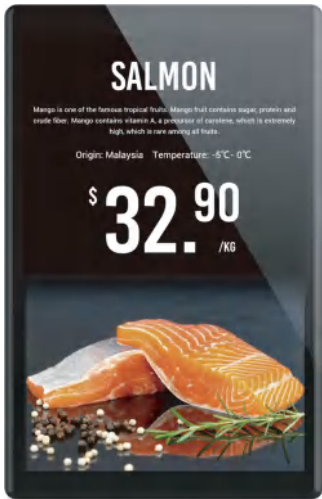 SALMON
Mango is one of the famous tropical fruits. Mango fruit contains sugar, protein and
crude fiber. Mango contains vitamin A, a precursor of carotene, which is extremely
high, which is rare among all fruits.
Origin: Malaysia Temperature: -5℃- 0℃
$32.90
/KG